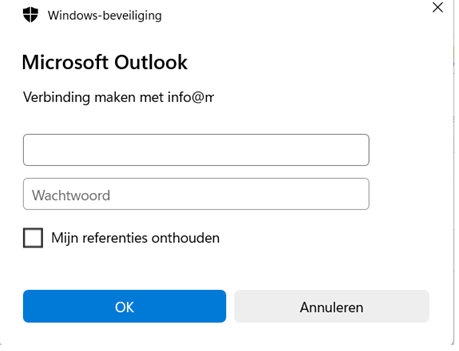 Windows-beveiliging
Microsoft Outlook
Verbinding maken met info@m
Wachtwoord
Mijn referenties onthouden
OK
Annuleren